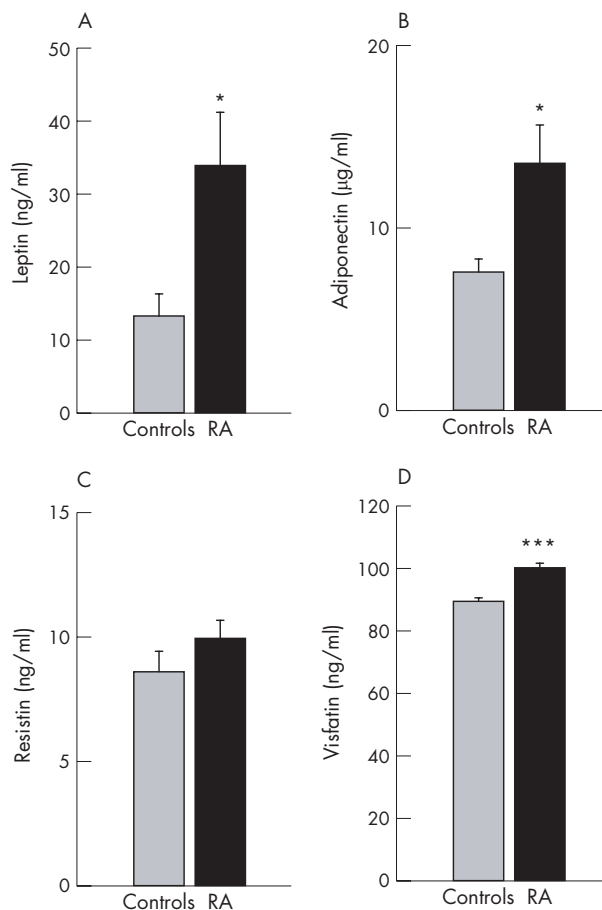 A
Leptin (ng/ml)
50
40
30
20
10
0
*
Controls RA
B
Adiponectin (μg/ml)
20
10
0
*
Controls RA
C
Resistin (ng/ml)
15
10
5
0
Controls RA
D
Visfatin (ng/ml)
120
100
80
60
40
20
0
***
Controls RA